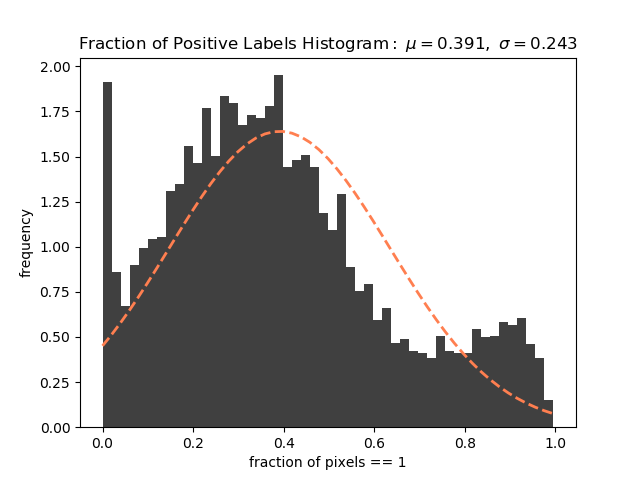 Fraction of Positive Labels Histogram : μ = 0.391, σ = 0.243
2.00
1.75
1.50
1.25
1.00
0.75
0.50
0.25
0.00
frequency
0.0 0.2 0.4 0.6 0.8 1.0
fraction of pixels == 1